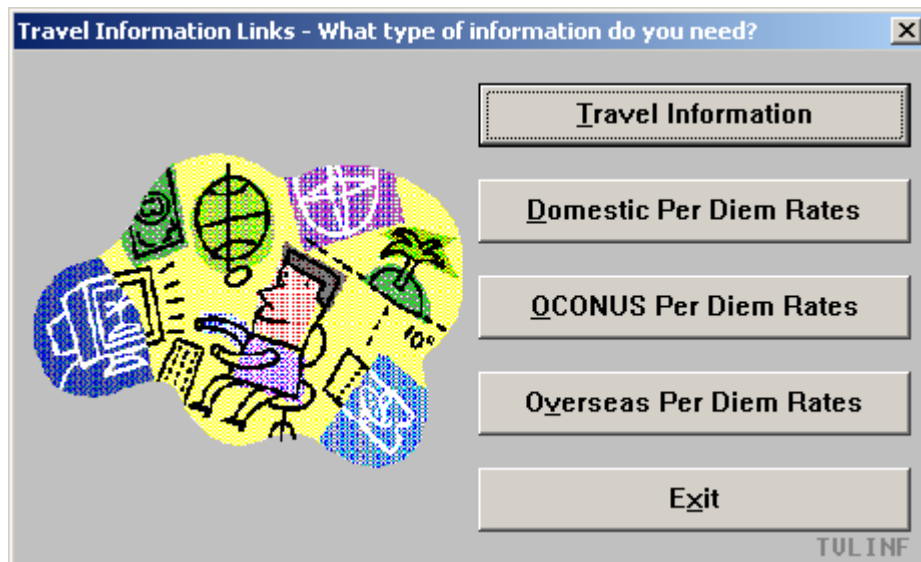 Travel Information Links - What type of information do you need?
Travel Information
Domestic Per Diem Rates
OCONUS Per Diem Rates
10°
Overseas Per Diem Rates
Exit
TVLINF